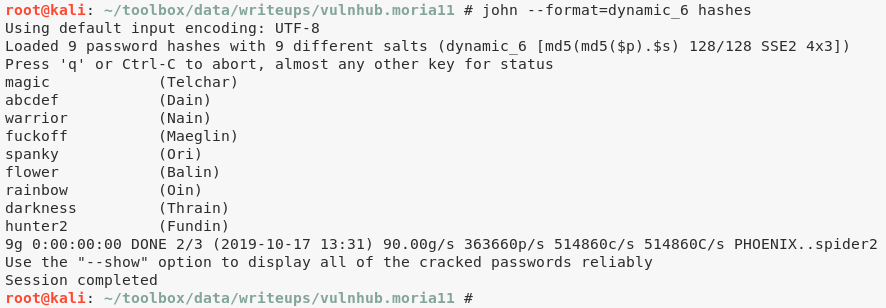 root@kali: ~/toolbox/data/writeups/vulnhub.moria11 # john --format=dynamic_6 hashes
Using default input encoding: UTF-8
Loaded 9 password hashes with 9 different salts (dynamic_6 [md5(md5($p).$s) 128/128 SSE2 4x3])
Press 'q' or Ctrl-C to abort, almost any other key for status
magic            (Telchar)
abcdef           (Dain)
warrior          (Nain)
fuckoff          (Maeglin)
spanky           (Ori)
flower           (Balin)
rainbow          (Oin)
darkness         (Thrain)
hunter2          (Fundin)
9g 0:00:00:00 DONE 2/3 (2019-10-17 13:31) 90.00g/s 363660p/s 514860c/s 514860C/s PHOENIX..spider2
Use the "--show" option to display all of the cracked passwords reliably
Session completed
root@kali: ~/toolbox/data/writeups/vulnhub.moria11 #